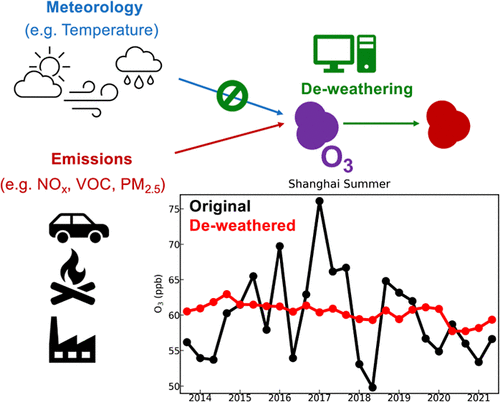 Meteorology
(e.g. Temperature)
De-weathering
O₃
Emissions
(e.g. NOₓ, VOC, PM₂.₅)
Shanghai Summer
Original
De-weathered
O₃ (ppb)
75
70
65
60
55
50
2014 2015 2016 2017 2018 2019 2020 2021